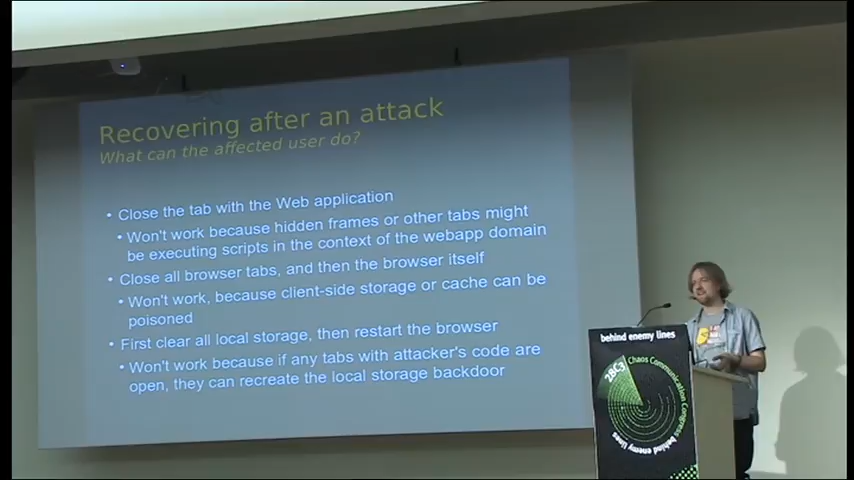 Recovering after an attack
What can the affected user do?
• Close the tab with the Web application
• Won't work because hidden frames or other tabs might
be executing scripts in the context of the webapp domain
• Close all browser tabs, and then the browser itself
• Won't work, because client-side storage or cache can be
poisoned
• First clear all local storage, then restart the browser
• Won't work because if any tabs with attacker's code are
open, they can recreate the local storage backdoor
behind enemy lines
28C3
Chaos Communication Congress
behind enemy lines